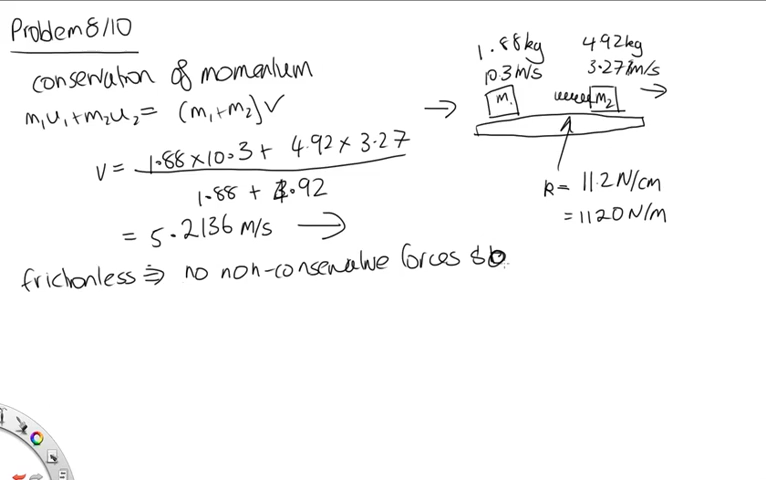 Problem 8/10
conservation of momentum
m₁u₁+m₂u₂= (m₁+m₂)V
V = 1.88×10.3 + 4.92 × 3.27
1.88 + 4.92
= 5.2136 m/s →
frictionless ⇒ no non-conservative forces so
1.88kg 4.92kg
10.3m/s 3.27m/s
→ m₁ m₂ →
k= 11.2N/cm
= 1120N/m